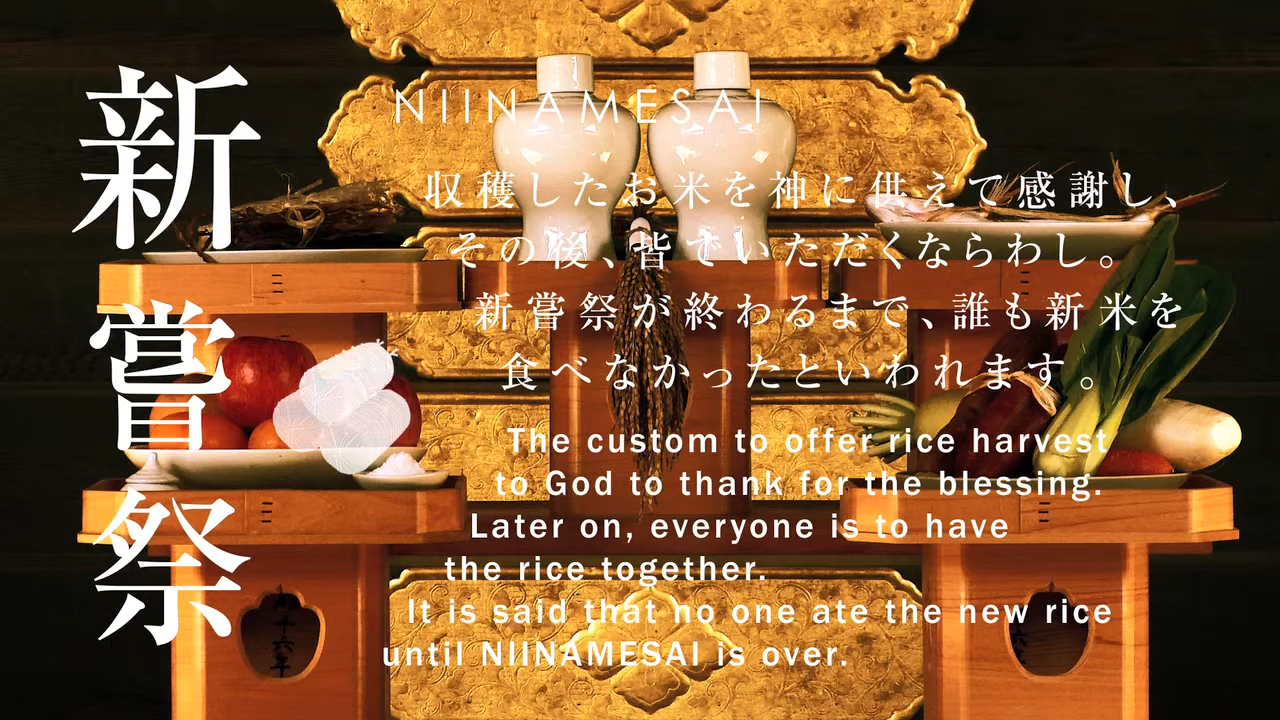 新嘗祭
NIINAMESAI
収穫したお米を神に供えて感謝し、
その後、皆でいただくならわし。
新嘗祭が終わるまで、誰も新米を
食べなかったといわれます。
The custom to offer rice harvest
to God to thank for the blessing.
Later on, everyone is to have
the rice together.
It is said that no one ate the new rice
until NIINAMESAI is over.
十六年